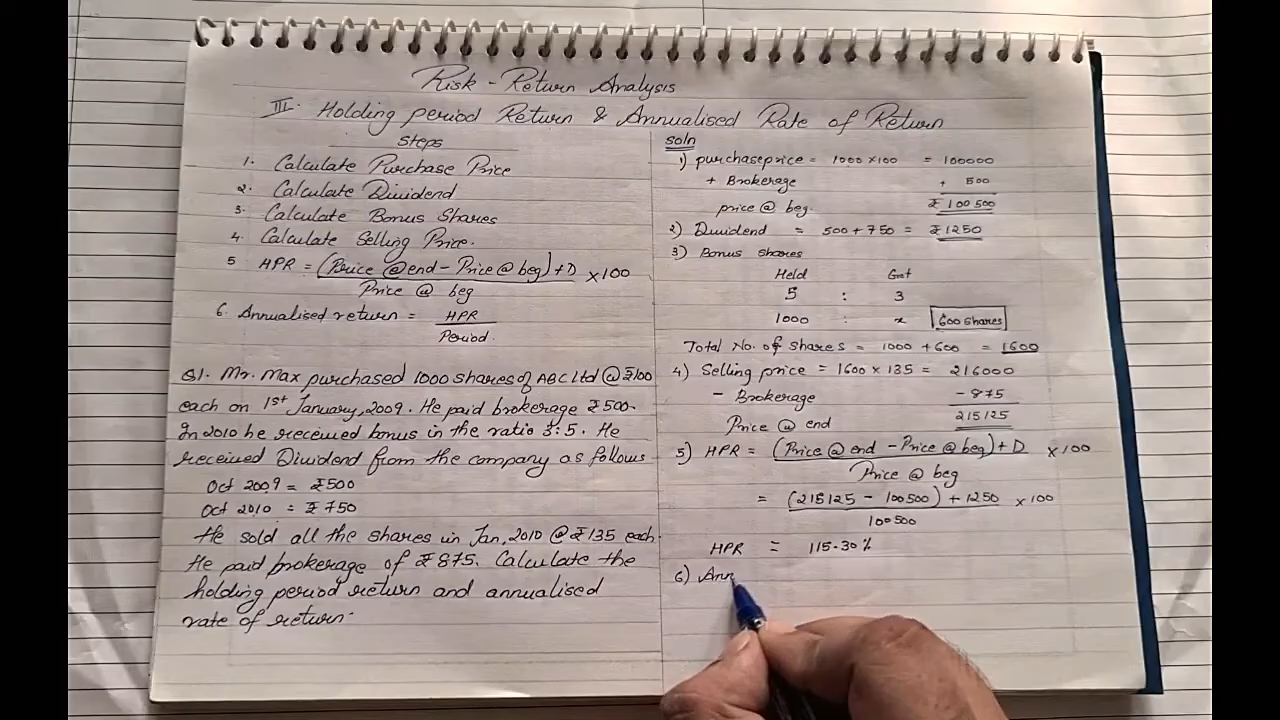 Risk - Return Analysis
III. Holding period Return & Annualised Rate of Return
Steps
1. Calculate Purchase Price
2. Calculate Dividend
3. Calculate Bonus Shares
4. Calculate Selling Price.
5 HPR = (Price @ end - Price @ beg) + D × 100
Price @ beg
6. Annualised return = HPR
Period.
Q1. Mr. Max purchased 1000 shares of ABC Ltd @ ₹100
each on 1st January, 2009. He paid brokerage ₹500.
In 2010 he received bonus in the ratio 3:5. He
received Dividend from the company as follows
Oct 2009 = ₹500
Oct 2010 = ₹750
He sold all the shares in Jan, 2010 @ ₹135 each.
He paid brokerage of ₹875. Calculate the
holding period return and annualised
rate of return.
Soln
1) purchase price = 1000 × 100 = 100000
+ Brokerage + 500
price @ beg. ₹ 100 500
2) Dividend = 500 + 750 = ₹1250
3) Bonus shares
Held Got
5 : 3
1000 : x 600 shares
Total No. of shares = 1000 + 600 = 1600
4) Selling price = 1600 × 135 = 216000
- Brokerage - 875
Price @ end 215125
5) HPR = (Price @ end - Price @ beg) + D × 100
Price @ beg
= (215125 - 100500) + 1250 × 100
100500
HPR = 115.30%
6) Ann